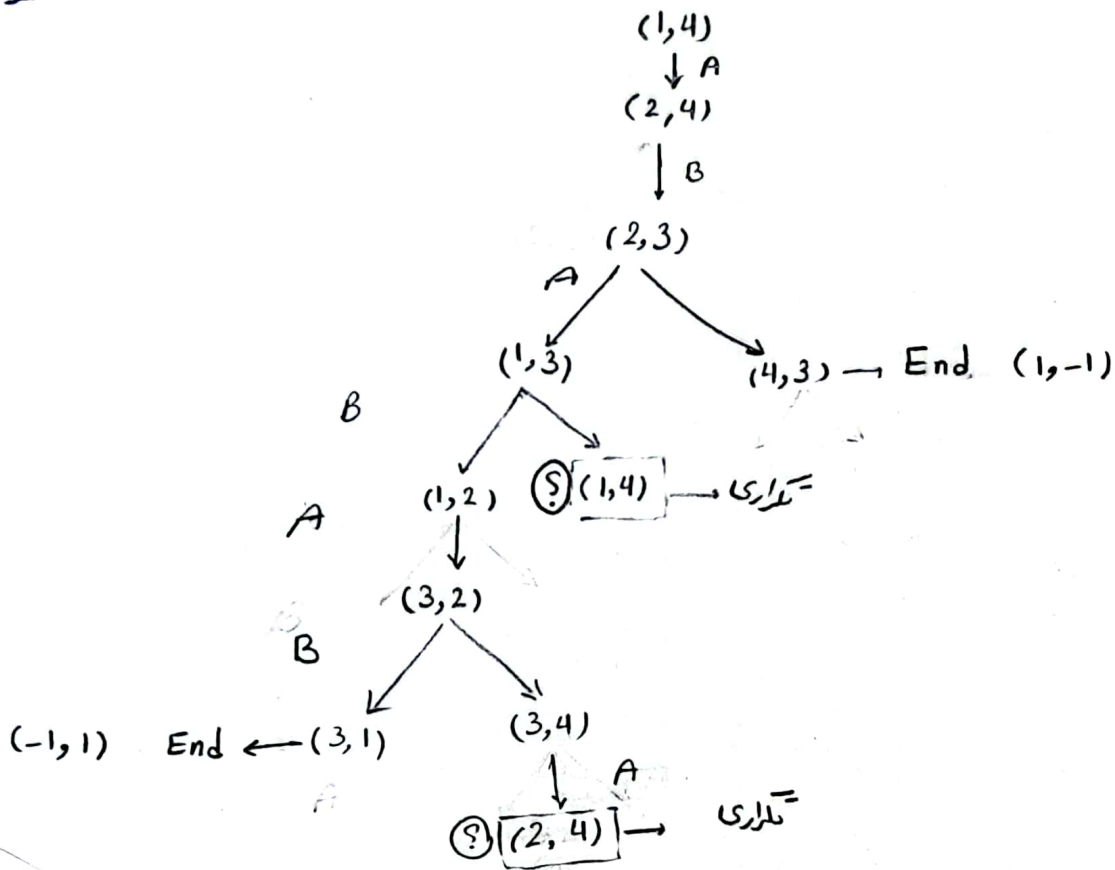 (1,4)
A
(2,4)
B
(2,3)
A
(1,3)
(4,3) → End (1,-1)
B
(1,2)
? (1,4) → تکراری
A
(3,2)
B
(-1,1) End ← (3,1)
(3,4)
A
? (2,4) → تکراری